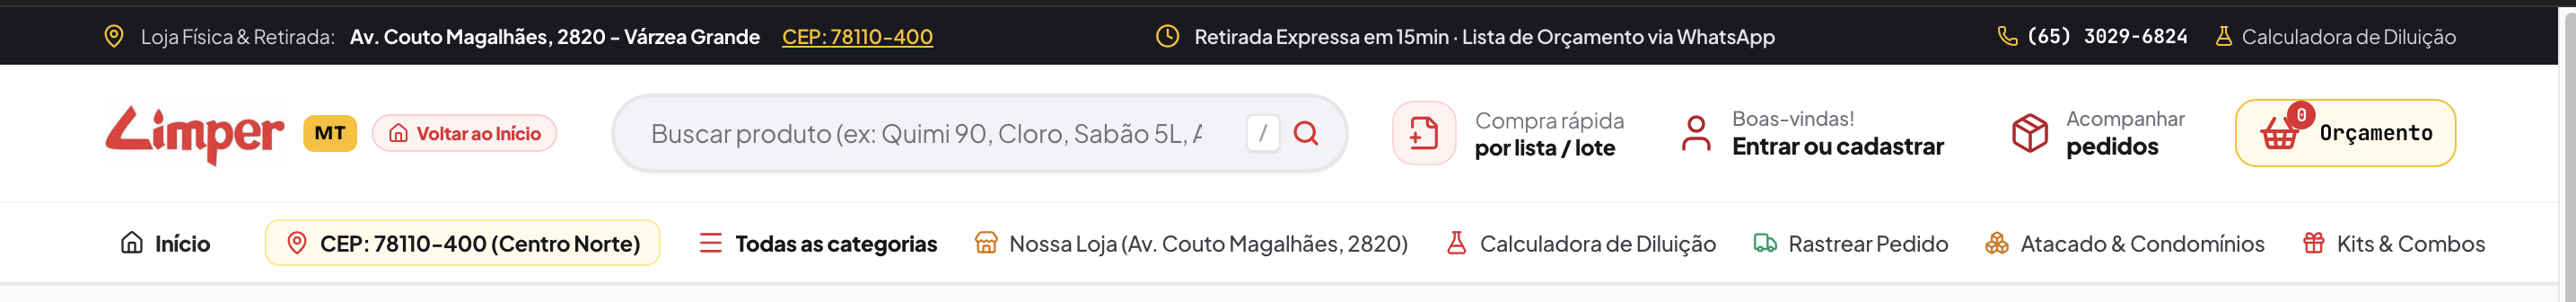 Loja Física & Retirada: Av. Couto Magalhães, 2820 - Várzea Grande CEP: 78110-400
Retirada Expressa em 15min · Lista de Orçamento via WhatsApp
(65) 3029-6824
Calculadora de Diluição
Limper
MT
Voltar ao Início
Buscar produto (ex: Quimi 90, Cloro, Sabão 5L, A
/
Compra rápida
por lista / lote
Boas-vindas!
Entrar ou cadastrar
Acompanhar
pedidos
0
Orçamento
Início
CEP: 78110-400 (Centro Norte)
Todas as categorias
Nossa Loja (Av. Couto Magalhães, 2820)
Calculadora de Diluição
Rastrear Pedido
Atacado & Condomínios
Kits & Combos